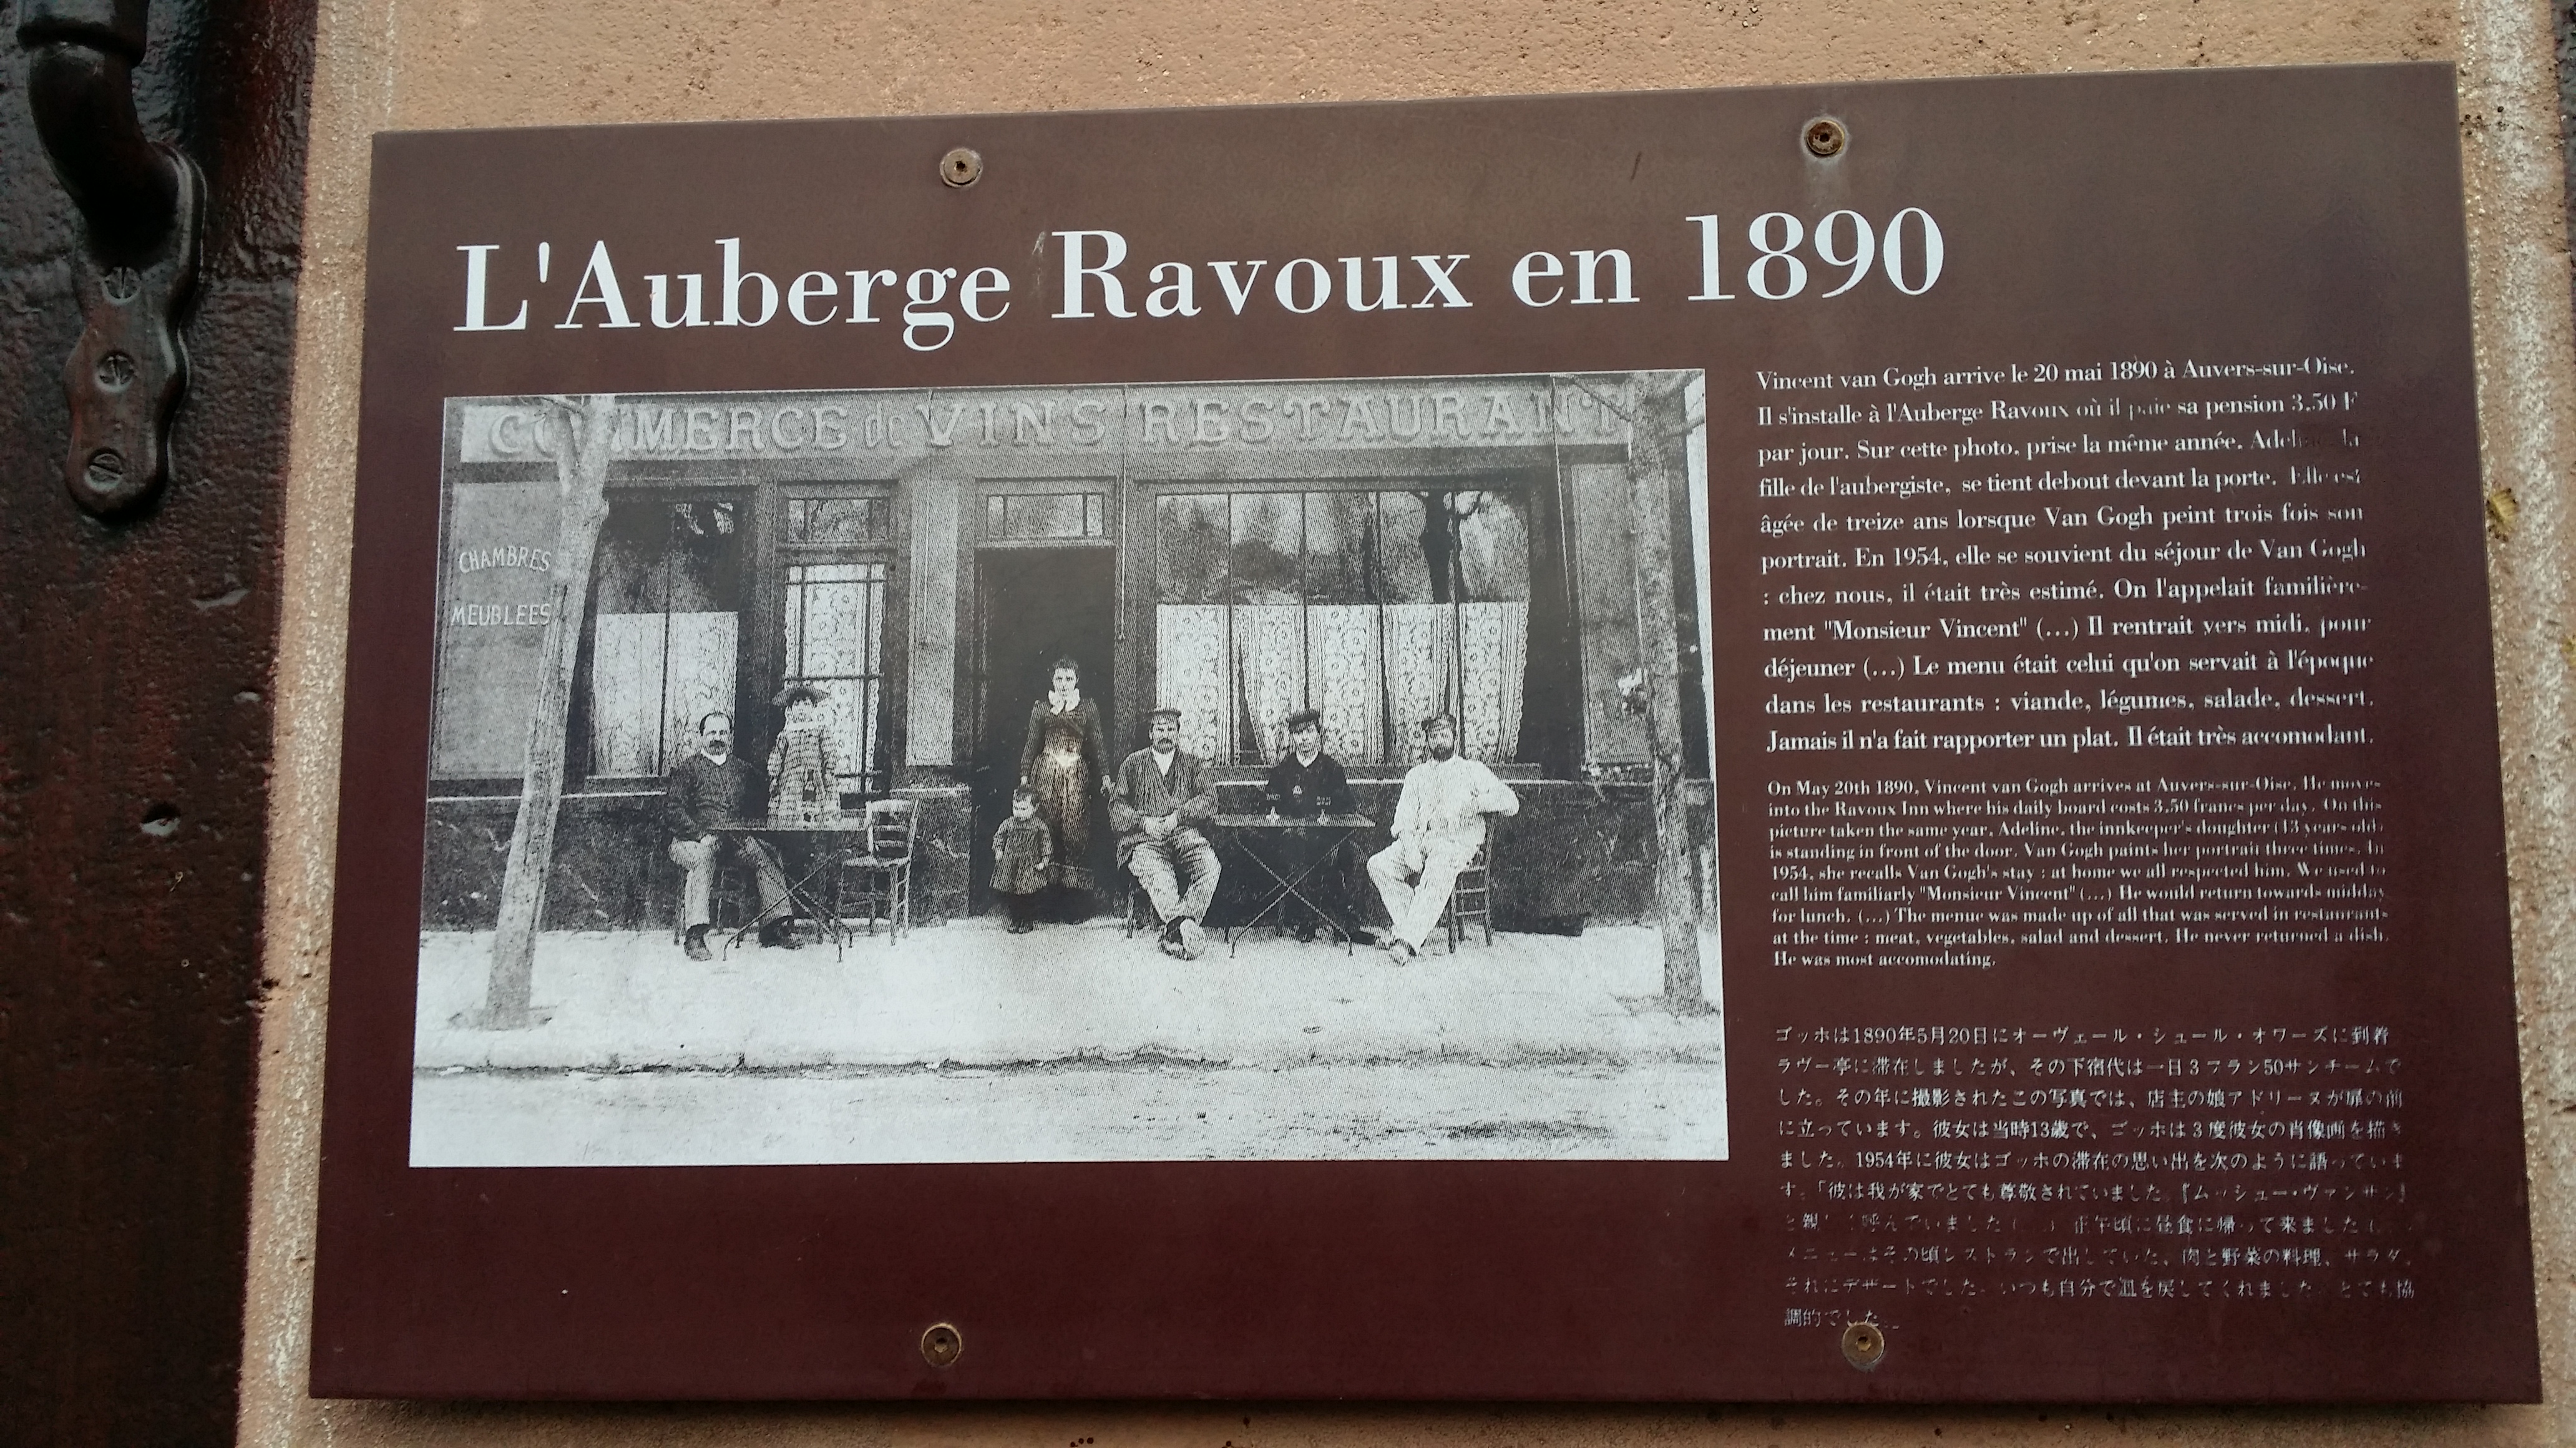 L'Auberge Ravoux en 1890
COMMERCE de VINS RESTAURANT
CHAMBRES
MEUBLEES
Vincent van Gogh arrive le 20 mai 1890 à Auvers-sur-Oise.
Il s'installe à l'Auberge Ravoux où il paie sa pension 3.50 F
par jour. Sur cette photo, prise la même année, Adeline, la
fille de l'aubergiste, se tient debout devant la porte. Elle est
âgée de treize ans lorsque Van Gogh peint trois fois son
portrait. En 1954, elle se souvient du séjour de Van Gogh
: chez nous, il était très estimé. On l'appelait familière-
ment "Monsieur Vincent" (...) Il rentrait vers midi, pour
déjeuner (...) Le menu était celui qu'on servait à l'époque
dans les restaurants : viande, légumes, salade, dessert.
Jamais il n'a fait rapporter un plat. Il était très accomodant.
On May 20th 1890, Vincent van Gogh arrives at Auvers-sur-Oise. He moves
into the Ravoux Inn where his daily board costs 3.50 francs per day. On this
picture taken the same year, Adeline, the innkeeper's doughter (13 years old)
is standing in front of the door. Van Gogh paints her portrait three times. In
1954, she recalls Van Gogh's stay : at home we all respected him. We used to
call him familiarly "Monsieur Vincent" (...) He would return towards midday
for lunch. (...) The menue was made up of all that was served in restaurants
at the time : meat, vegetables, salad and dessert. He never returned a dish.
He was most accomodating.
ゴッホは1890年5月20日にオーヴェール・シュール・オワーズに到着
ラヴー亭に滞在しましたが、その下宿代は一日3フラン50サンチームで
した。その年に撮影されたこの写真では、店主の娘アドリーヌが扉の前
に立っています。彼女は当時13歳で、ゴッホは3度彼女の肖像画を描き
ました。1954年に彼女はゴッホの滞在の思い出を次のように語っていま
す。「彼は我が家でとても尊敬されていました。『ムッシュー・ヴァンサン』
と親しく呼んでいました ( 正午頃に昼食に帰って来ました (
メニューはその頃レストランで出していた、肉と野菜の料理、サラダ、
それにデザートでした。いつも自分で皿を戻してくれました。とても協
調的でした。